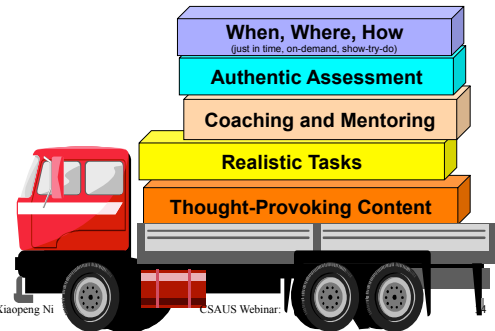 When, Where, How
(just in time, on-demand, show-try-do)
Authentic Assessment
Coaching and Mentoring
Realistic Tasks
Thought-Provoking Content
Xiaopeng Ni CSAUS Webinar: 4